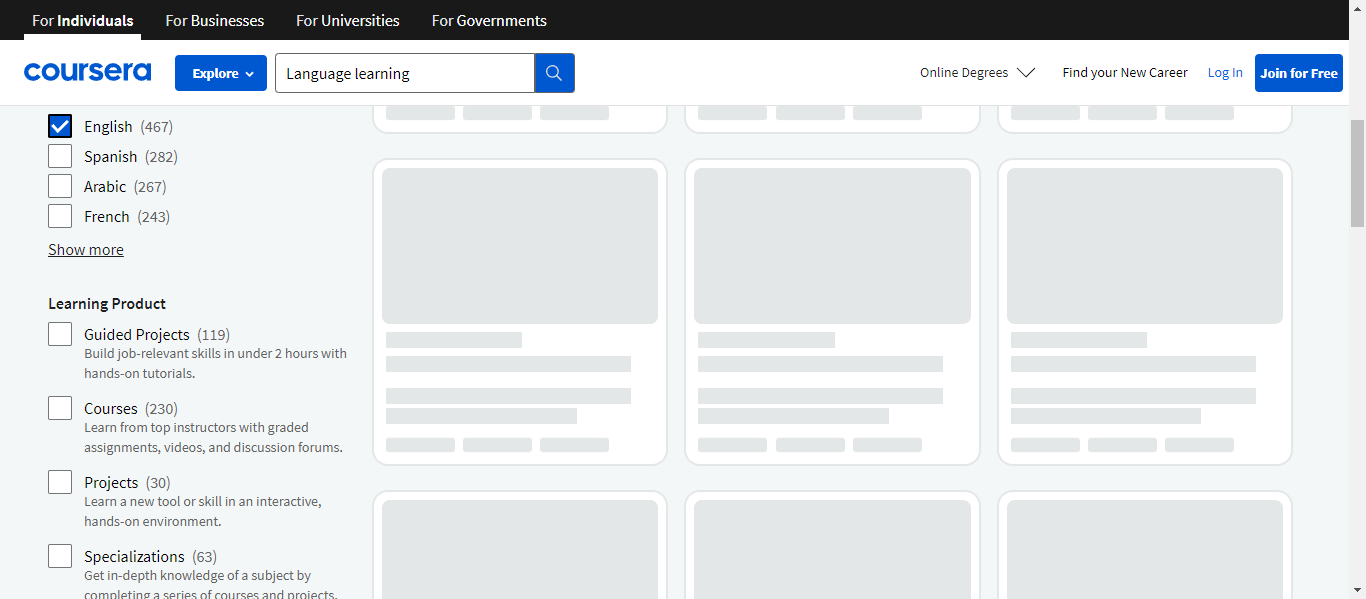 For Individuals For Businesses For Universities For Governments
coursera Explore Language learning Online Degrees Find your New Career Log In Join for Free
English (467)
Spanish (282)
Arabic (267)
French (243)
Show more
Learning Product
Guided Projects (119)
Build job-relevant skills in under 2 hours with
hands-on tutorials.
Courses (230)
Learn from top instructors with graded
assignments, videos, and discussion forums.
Projects (30)
Learn a new tool or skill in an interactive,
hands-on environment.
Specializations (63)
Get in-depth knowledge of a subject by
completing a series of courses and projects.